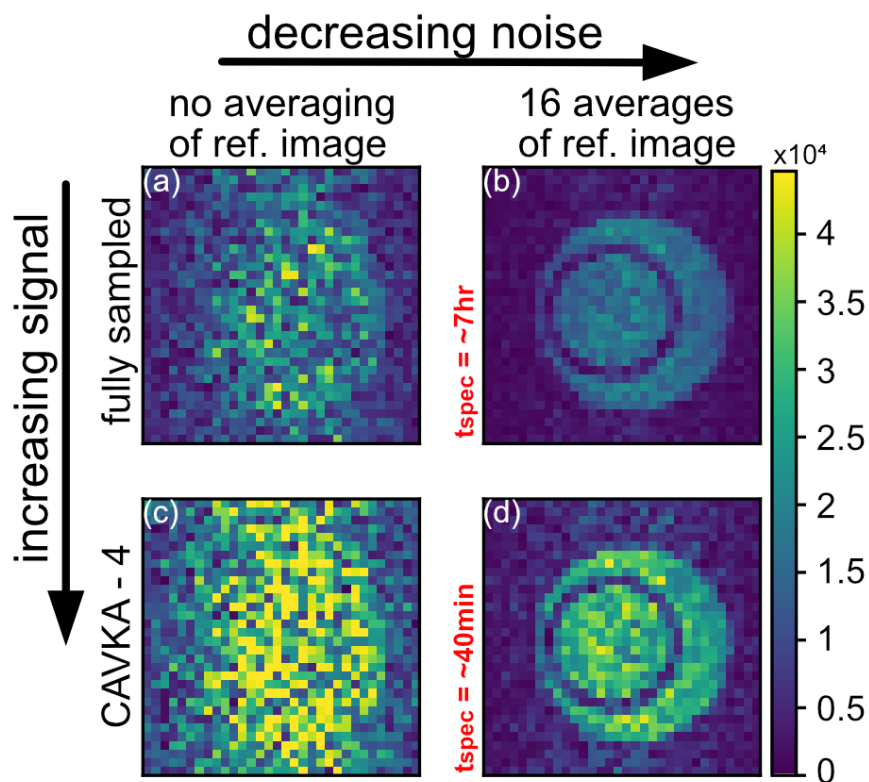 decreasing noise
no averaging
of ref. image
16 averages
of ref. image
x10⁴
increasing signal
fully sampled
(a)
tspec = ~7hr
(b)
4
3.5
3
2.5
2
1.5
1
0.5
0
CAVKA - 4
(c)
tspec = ~40min
(d)